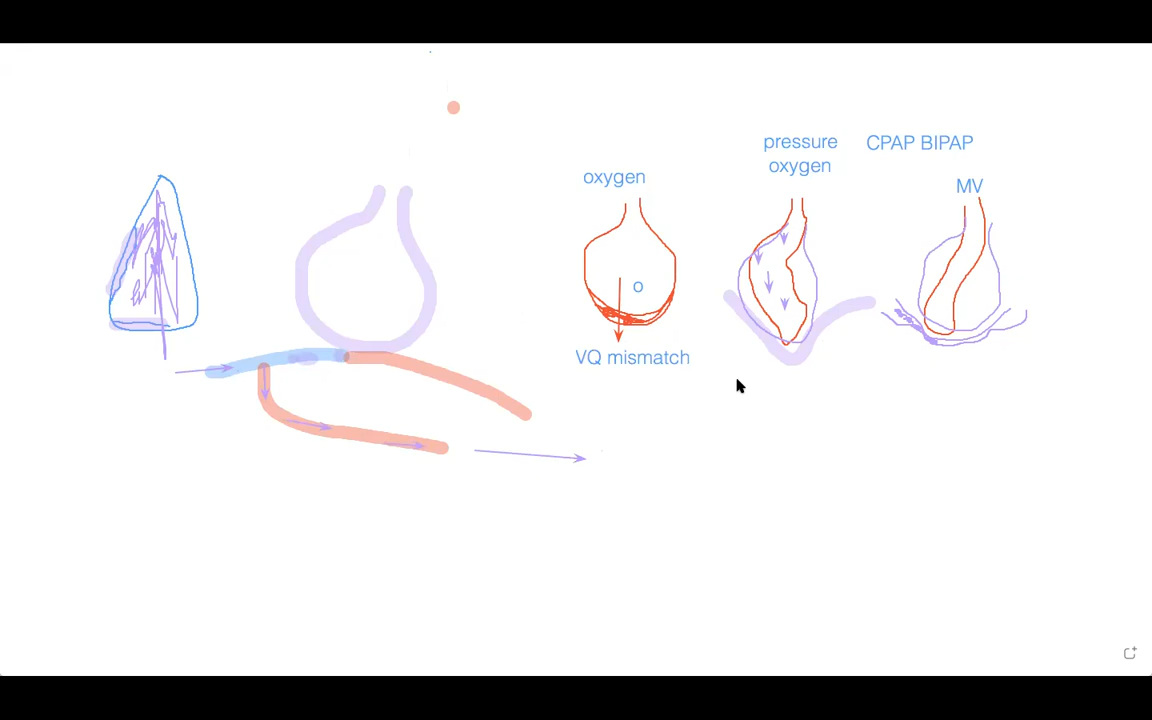 pressure
oxygen
CPAP BIPAP
oxygen
MV
o
VQ mismatch